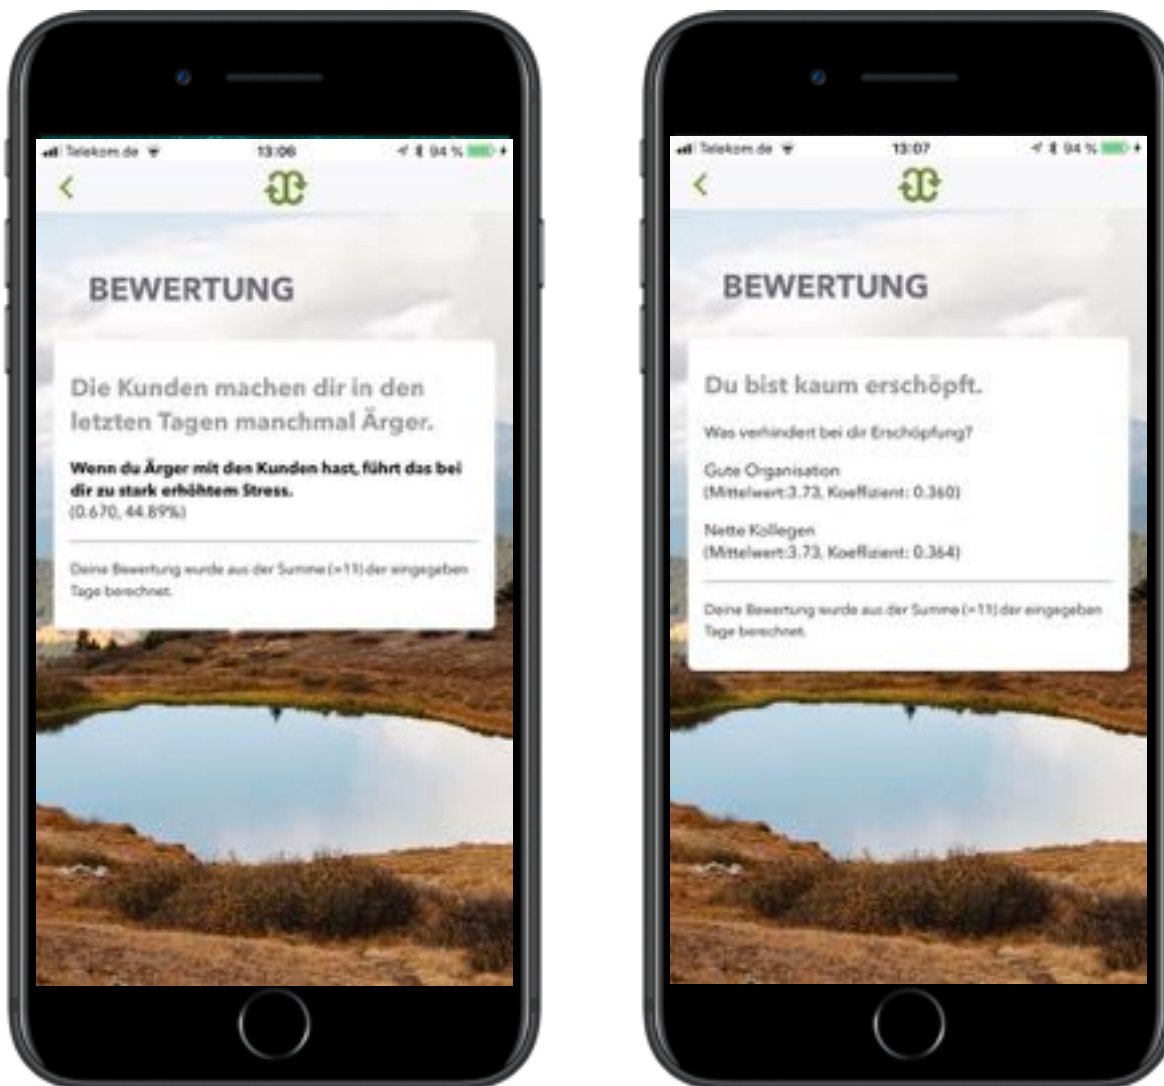 Telekom.de
13:06
94 %
BEWERTUNG
Die Kunden machen dir in den
letzten Tagen manchmal Ärger.
Wenn du Ärger mit den Kunden hast, führt das bei
dir zu stark erhöhtem Stress.
(0.670, 44.89%)
Deine Bewertung wurde aus der Summe (=11) der eingegeben
Tage berechnet.
Telekom.de
13:07
94 %
BEWERTUNG
Du bist kaum erschöpft.
Was verhindert bei dir Erschöpfung?
Gute Organisation
(Mittelwert:3.73, Koeffizient: 0.360)
Nette Kollegen
(Mittelwert:3.73, Koeffizient: 0.364)
Deine Bewertung wurde aus der Summe (=11) der eingegeben
Tage berechnet.